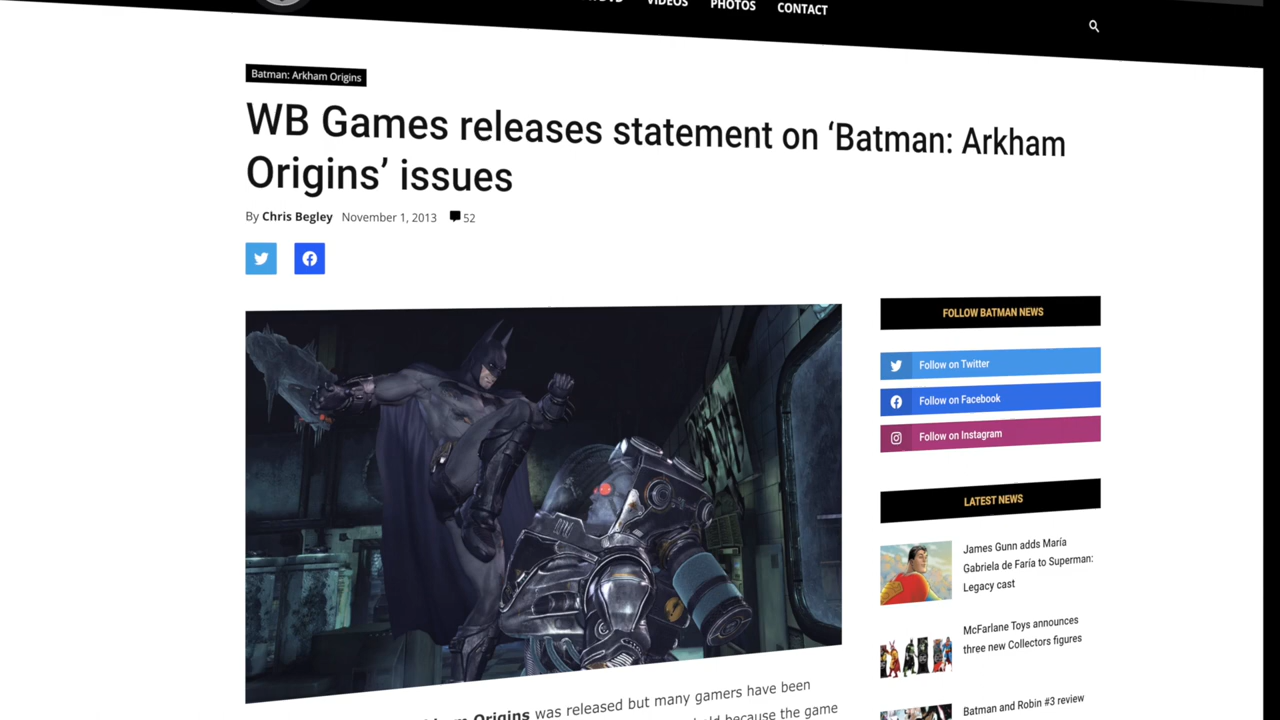 VIDEOS
PHOTOS
CONTACT
Batman: Arkham Origins
WB Games releases statement on ‘Batman: Arkham
Origins’ issues
By Chris Begley November 1, 2013 52
FOLLOW BATMAN NEWS
Follow on Twitter
Follow on Facebook
Follow on Instagram
LATEST NEWS
James Gunn adds María
Gabriela de Faría to Superman:
Legacy cast
McFarlane Toys announces
three new Collectors figures
Batman and Robin #3 review
Origins was released but many gamers have been
because the game